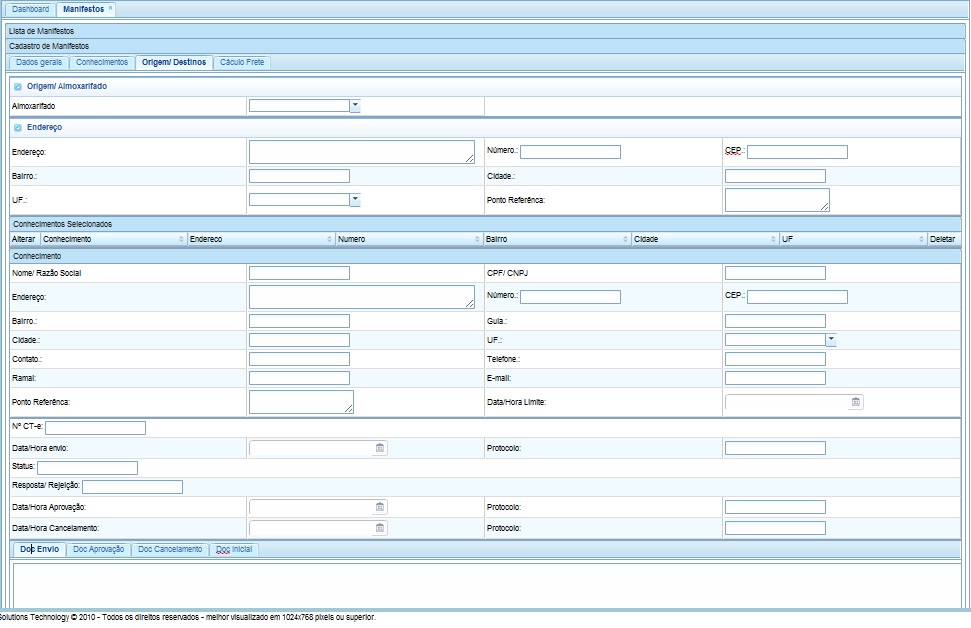 Dashboard Manifestos
Lista de Manifestos
Cadastro de Manifestos
Dados gerais Conhecimentos Origem/ Destinos Cáculo Frete
Origem/ Almoxarifado
Almoxarifado
Endereço
Endereço: Número.: CEP.:
Bairro.: Cidade.:
UF.: Ponto Referênca:
Conhecimentos Selecionados
Alterar Conhecimento Endereco Numero Bairro Cidade UF Deletar
Conhecimento
Nome/ Razão Social CPF/ CNPJ
Endereço: Número.: CEP.:
Bairro.: Guia.:
Cidade.: UF.:
Contato.: Telefone.:
Ramal: E-mail:
Ponto Referênca: Data/Hora Limite:
Nº CT-e:
Data/Hora envio: Protocolo:
Status:
Resposta/ Rejeição:
Data/Hora Aprovação: Protocolo:
Data/Hora Cancelamento: Protocolo:
Doc Envio Doc Aprovação Doc Cancelamento Doc Inicial
Solutions Technology © 2010 - Todos os direitos reservados - melhor visualizado em 1024x768 pixels ou superior.